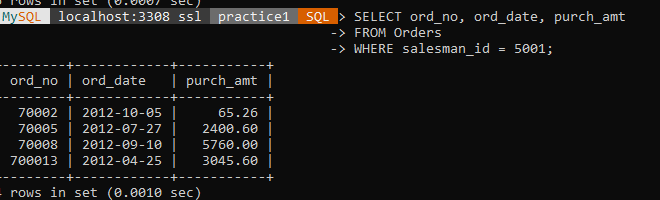 rows in set (0.0007 sec)
MySQL localhost:3308 ssl practice1 SQL > SELECT ord_no, ord_date, purch_amt
-> FROM Orders
-> WHERE salesman_id = 5001;
ord_no | ord_date | purch_amt |
70002 | 2012-10-05 | 65.26 |
70005 | 2012-07-27 | 2400.60 |
70008 | 2012-09-10 | 5760.00 |
700013 | 2012-04-25 | 3045.60 |
4 rows in set (0.0010 sec)